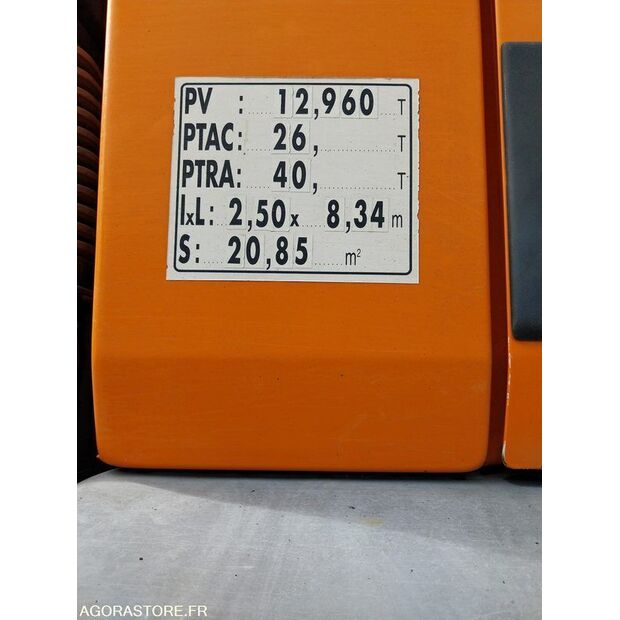 PV : 12,960 T
PTAC: 26, T
PTRA: 40, T
lxL: 2,50 x 8,34 m
S: 20,85 m²
AGORASTORE.FR